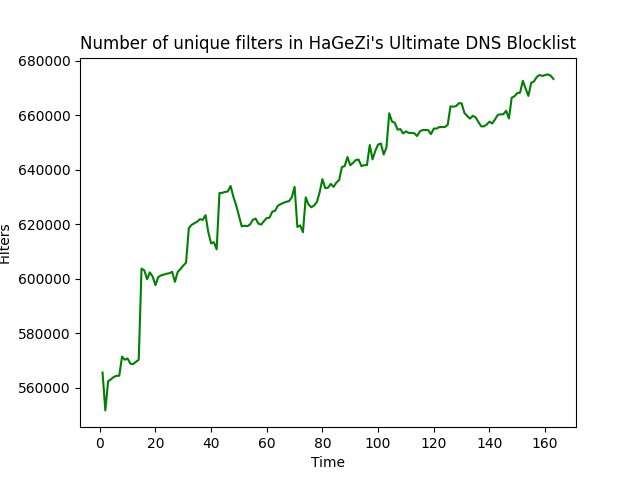 Number of unique filters in HaGeZi's Ultimate DNS Blocklist
680000
660000
640000
620000
600000
580000
560000
Filters
0 20 40 60 80 100 120 140 160
Time